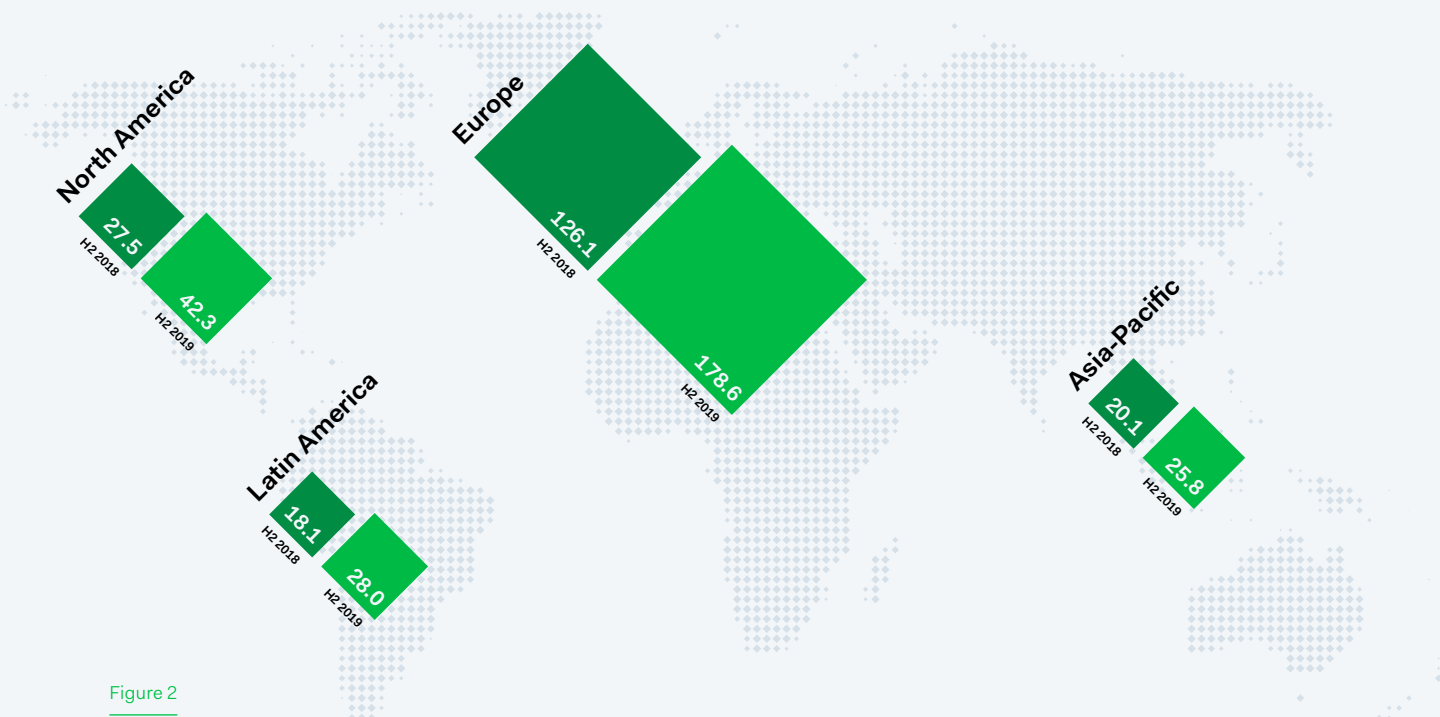 North America
27.5
H2 2018
42.3
H2 2019
Europe
126.1
H2 2018
178.6
H2 2019
Latin America
18.1
H2 2018
28.0
H2 2019
Asia-Pacific
20.1
H2 2018
25.8
H2 2019
Figure 2